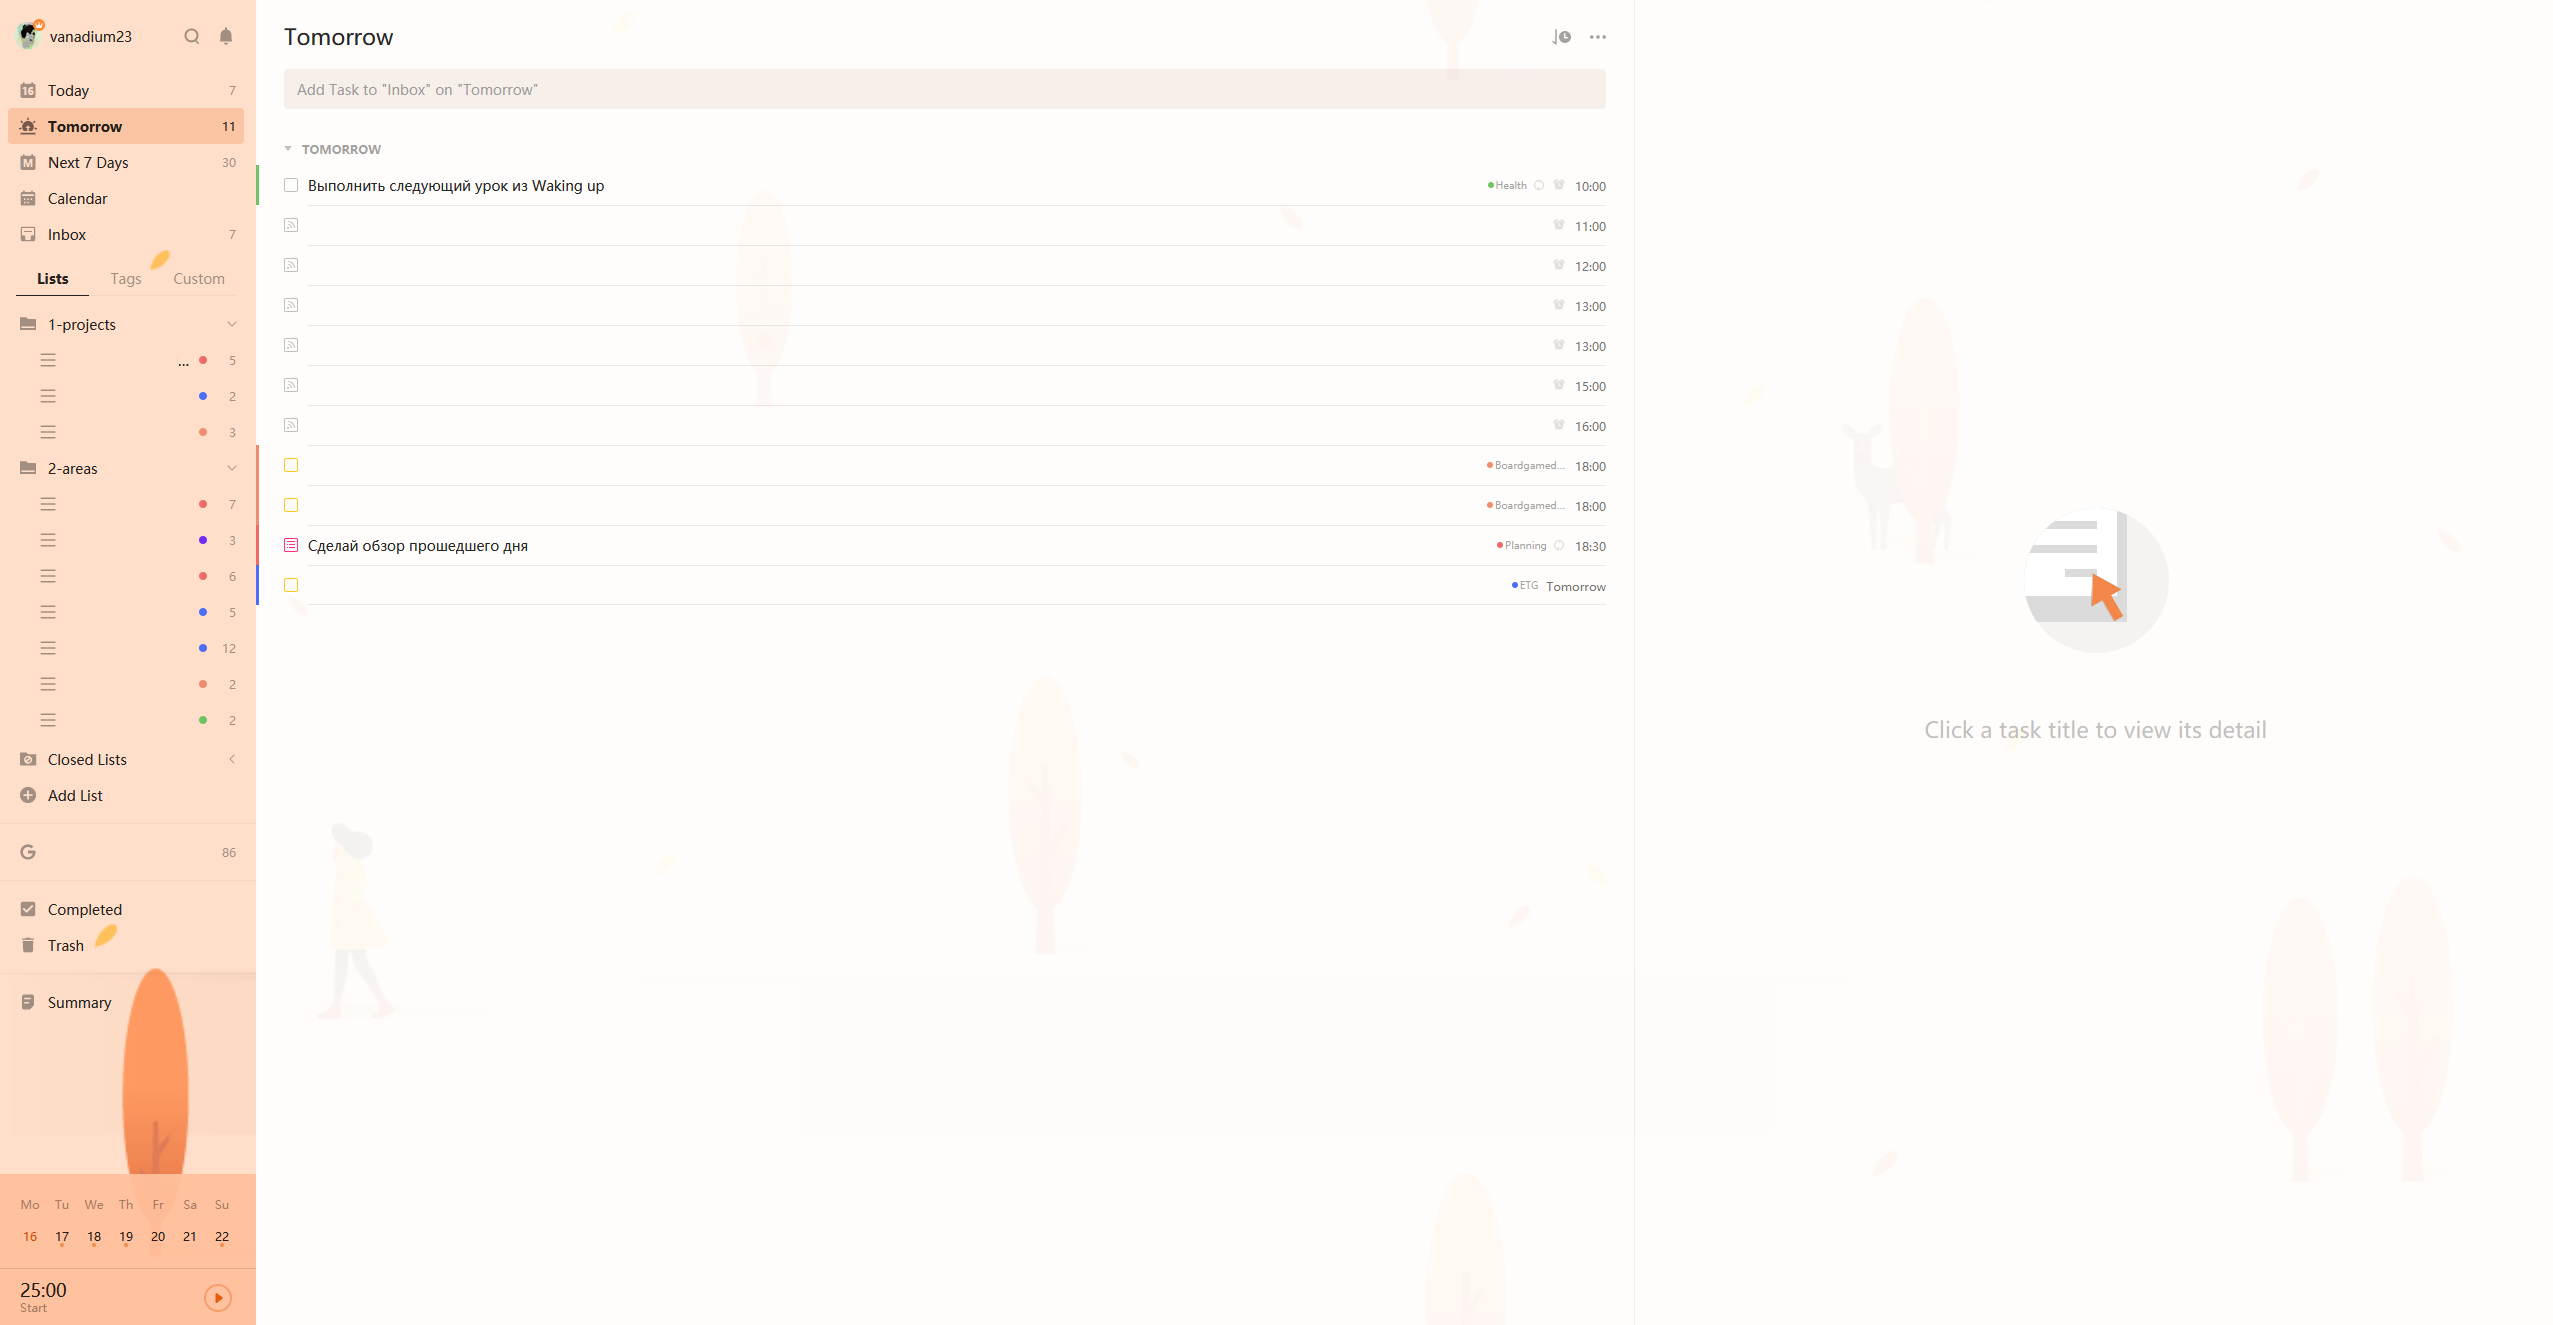 vanadium23
16 Today 7
Tomorrow 11
M Next 7 Days 30
Calendar
Inbox 7
Lists Tags Custom
1-projects
... 5
2
3
2-areas
7
3
6
5
12
2
2
Closed Lists
Add List
G 86
Completed
Trash
Summary
Mo Tu We Th Fr Sa Su
16 17 18 19 20 21 22
25:00
Start
Tomorrow
Add Task to "Inbox" on "Tomorrow"
TOMORROW
Выполнить следующий урок из Waking up Health 10:00
11:00
12:00
13:00
13:00
15:00
16:00
Boardgamed... 18:00
Boardgamed... 18:00
Сделай обзор прошедшего дня Planning 18:30
ETG Tomorrow
Click a task title to view its detail